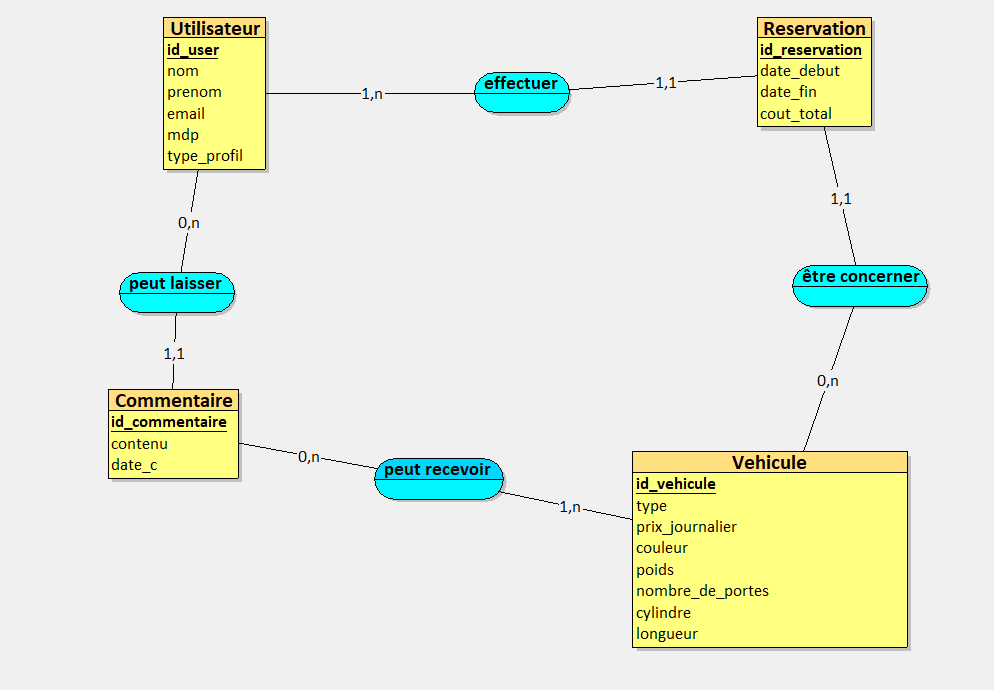 Utilisateur
id_user
nom
prenom
email
mdp
type_profil
1,n
effectuer
1,1
Reservation
id_reservation
date_debut
date_fin
cout_total
0,n
peut laisser
1,1
1,1
être concerner
0,n
Commentaire
id_commentaire
contenu
date_c
0,n
peut recevoir
1,n
Vehicule
id_vehicule
type
prix_journalier
couleur
poids
nombre_de_portes
cylindre
longueur